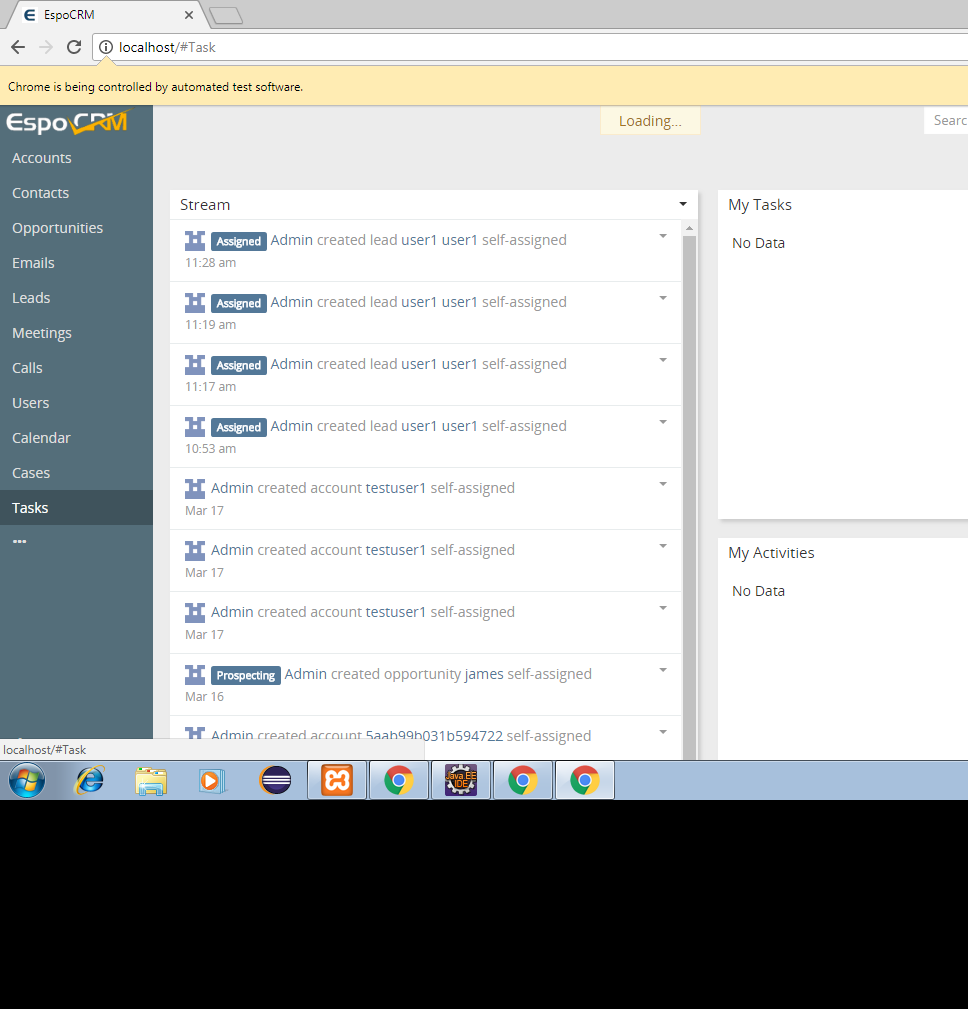 EspoCRM
localhost/#Task
Chrome is being controlled by automated test software.
EspoCRM
Loading...
Searc
Accounts
Contacts
Opportunities
Emails
Leads
Meetings
Calls
Users
Calendar
Cases
Tasks
...
Stream
Assigned Admin created lead user1 user1 self-assigned
11:28 am
Assigned Admin created lead user1 user1 self-assigned
11:19 am
Assigned Admin created lead user1 user1 self-assigned
11:17 am
Assigned Admin created lead user1 user1 self-assigned
10:53 am
Admin created account testuser1 self-assigned
Mar 17
Admin created account testuser1 self-assigned
Mar 17
Admin created account testuser1 self-assigned
Mar 17
Prospecting Admin created opportunity james self-assigned
Mar 16
Admin created account 5aab99b031b594722 self-assigned
My Tasks
No Data
My Activities
No Data
localhost/#Task
Java EE
IDE